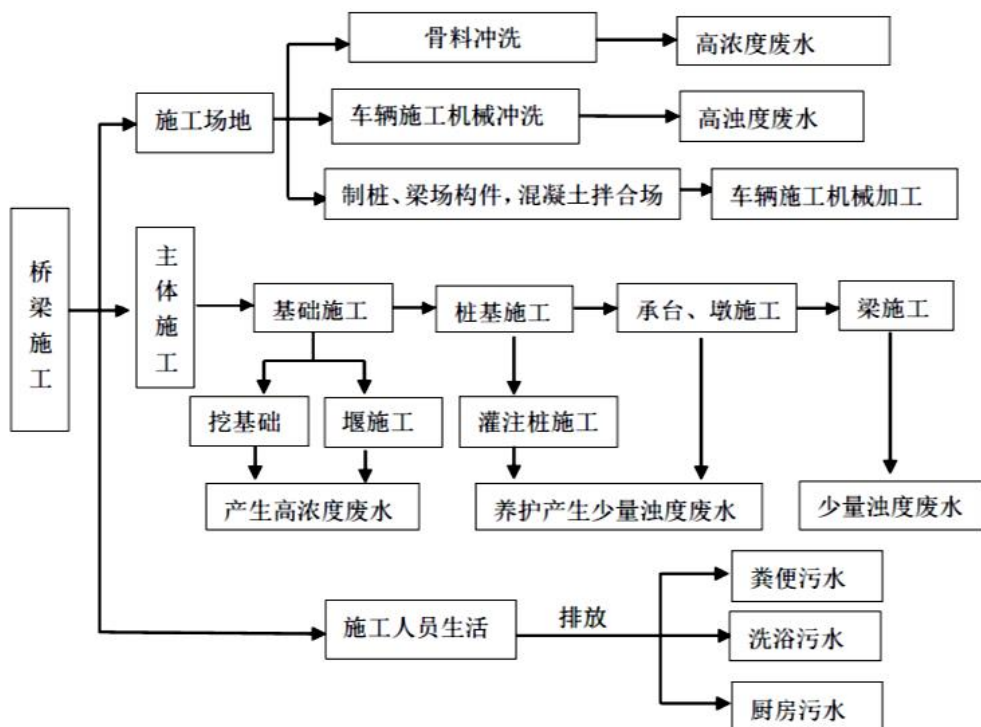 骨料冲洗
高浓度废水
施工场地
车辆施工机械冲洗
高浊度废水
制桩、梁场构件,混凝土拌合场
车辆施工机械加工
桥梁施工
主体施工
基础施工
桩基施工
承台、墩施工
梁施工
挖基础
堰施工
灌注桩施工
产生高浓度废水
养护产生少量浊度废水
少量浊度废水
施工人员生活
排放
粪便污水
洗浴污水
厨房污水